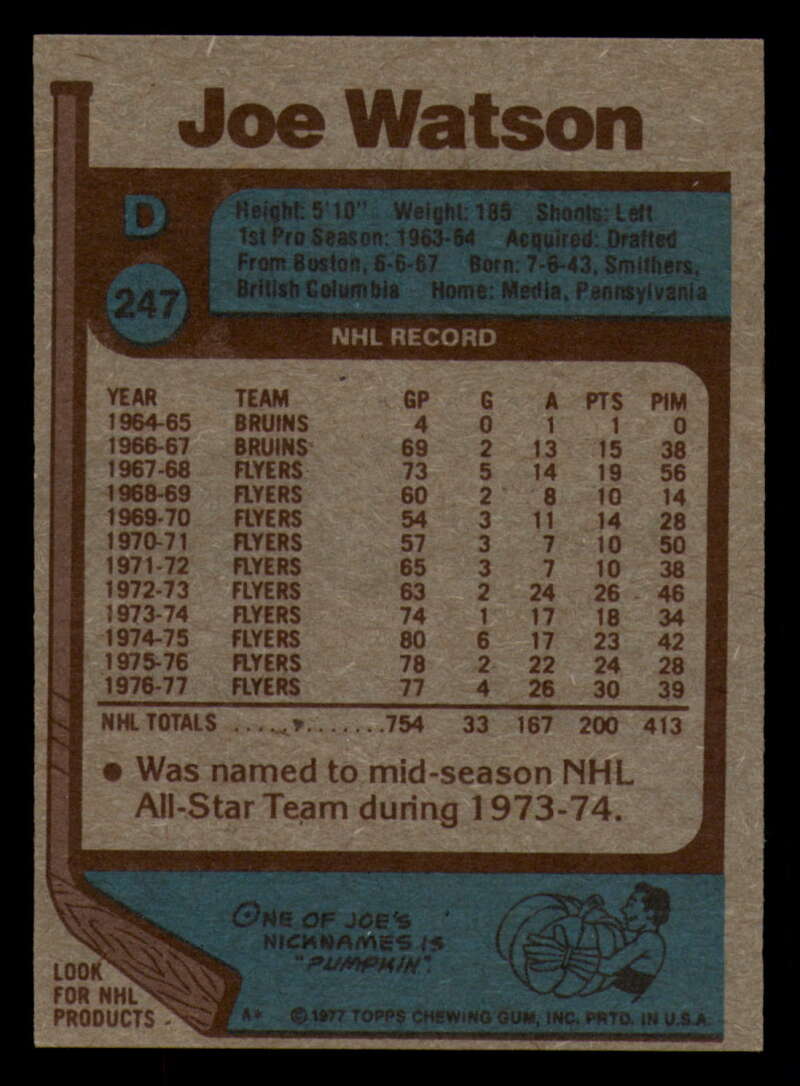 Joe Watson
D
Height: 5'10" Weight: 185 Shoots: Left
1st Pro Season: 1963-64 Acquired: Drafted
From Boston, 6-6-67 Born: 7-6-43, Smithers,
British Columbia Home: Media, Pennsylvania
247
NHL RECORD
YEAR TEAM GP G A PTS PIM
1964-65 BRUINS 4 0 1 1 0
1966-67 BRUINS 69 2 13 15 38
1967-68 FLYERS 73 5 14 19 56
1968-69 FLYERS 60 2 8 10 14
1969-70 FLYERS 54 3 11 14 28
1970-71 FLYERS 57 3 7 10 50
1971-72 FLYERS 65 3 7 10 38
1972-73 FLYERS 63 2 24 26 46
1973-74 FLYERS 74 1 17 18 34
1974-75 FLYERS 80 6 17 23 42
1975-76 FLYERS 78 2 22 24 28
1976-77 FLYERS 77 4 26 30 39
NHL TOTALS ..............754 33 167 200 413
● Was named to mid-season NHL
All-Star Team during 1973-74.
ONE OF JOE'S
NICKNAMES IS
"PUMPKIN".
LOOK
FOR NHL
PRODUCTS
A* © 1977 TOPPS CHEWING GUM, INC. PRTD. IN U.S.A.